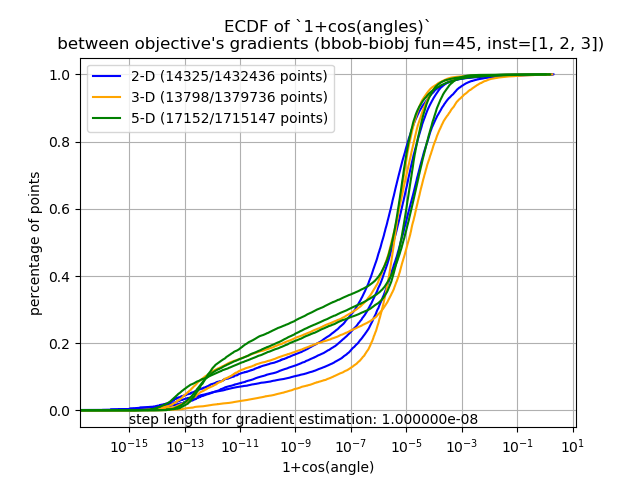 ECDF of `1+cos(angles)`
between objective's gradients (bbob-biobj fun=45, inst=[1, 2, 3])
1.0
0.8
0.6
0.4
0.2
0.0
percentage of points
2-D (14325/1432436 points)
3-D (13798/1379736 points)
5-D (17152/1715147 points)
step length for gradient estimation: 1.000000e-08
10⁻¹⁵ 10⁻¹³ 10⁻¹¹ 10⁻⁹ 10⁻⁷ 10⁻⁵ 10⁻³ 10⁻¹ 10¹
1+cos(angle)